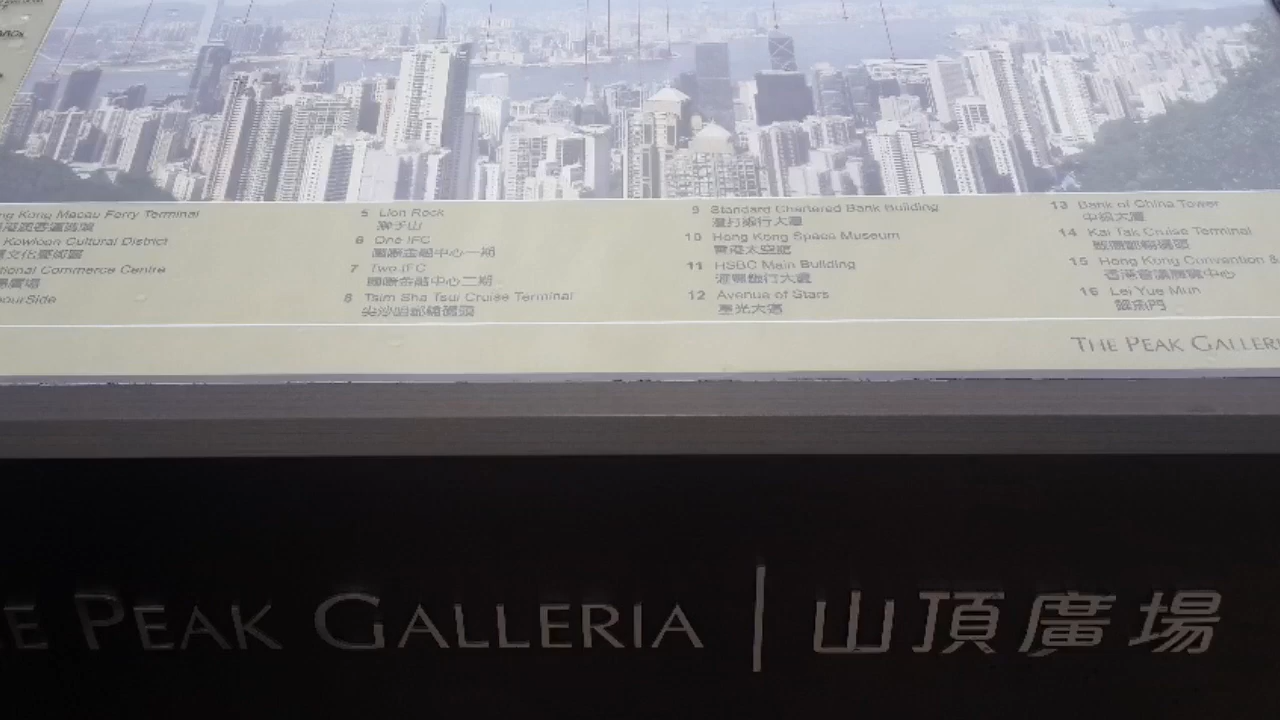 ng Kong Macau Ferry Terminal
Kowloon Cultural District
文化藝術區
tional Commerce Centre
ourSide
5 Lion Rock
獅子山
6 One IFC
國際金融中心一期
7 Two IFC
國際金融中心二期
8 Tsim Sha Tsui Cruise Terminal
尖沙咀郵輪碼頭
9 Standard Chartered Bank Building
渣打銀行大廈
10 Hong Kong Space Museum
香港太空館
11 HSBC Main Building
滙豐銀行大廈
12 Avenue of Stars
星光大道
13 Bank of China Tower
中銀大廈
14 Kai Tak Cruise Terminal
啟德郵輪碼頭
15 Hong Kong Convention &
香港會議展覽中心
16 Lei Yue Mun
鯉魚門
THE PEAK GALLERI
E PEAK GALLERIA | 山頂廣場